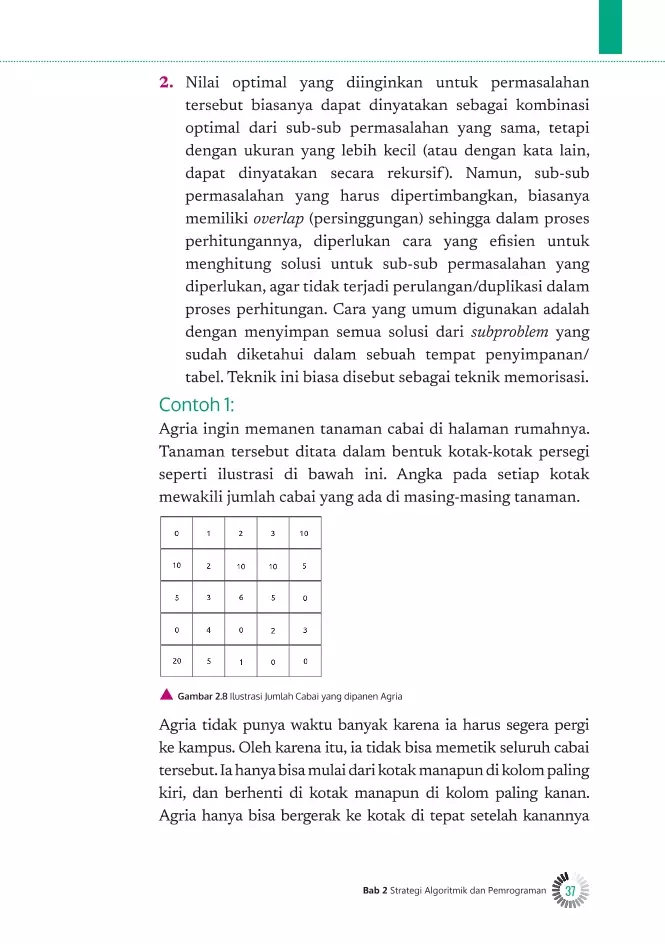 2. Nilai optimal yang diinginkan untuk permasalahan
tersebut biasanya dapat dinyatakan sebagai kombinasi
optimal dari sub-sub permasalahan yang sama, tetapi
dengan ukuran yang lebih kecil (atau dengan kata lain,
dapat dinyatakan secara rekursif). Namun, sub-sub
permasalahan yang harus dipertimbangkan, biasanya
memiliki overlap (persinggungan) sehingga dalam proses
perhitungannya, diperlukan cara yang efisien untuk
menghitung solusi untuk sub-sub permasalahan yang
diperlukan, agar tidak terjadi perulangan/duplikasi dalam
proses perhitungan. Cara yang umum digunakan adalah
dengan menyimpan semua solusi dari subproblem yang
sudah diketahui dalam sebuah tempat penyimpanan/
tabel. Teknik ini biasa disebut sebagai teknik memorisasi.
Contoh 1:
Agria ingin memanen tanaman cabai di halaman rumahnya.
Tanaman tersebut ditata dalam bentuk kotak-kotak persegi
seperti ilustrasi di bawah ini. Angka pada setiap kotak
mewakili jumlah cabai yang ada di masing-masing tanaman.
0 1 2 3 10
10 2 10 10 5
5 3 6 5 0
0 4 0 2 3
20 5 1 0 0
Gambar 2.8 Ilustrasi Jumlah Cabai yang dipanen Agria
Agria tidak punya waktu banyak karena ia harus segera pergi
ke kampus. Oleh karena itu, ia tidak bisa memetik seluruh cabai
tersebut. Ia hanya bisa mulai dari kotak manapun di kolom paling
kiri, dan berhenti di kotak manapun di kolom paling kanan.
Agria hanya bisa bergerak ke kotak di tepat setelah kanannya
Bab 2 Strategi Algoritmik dan Pemrograman 37